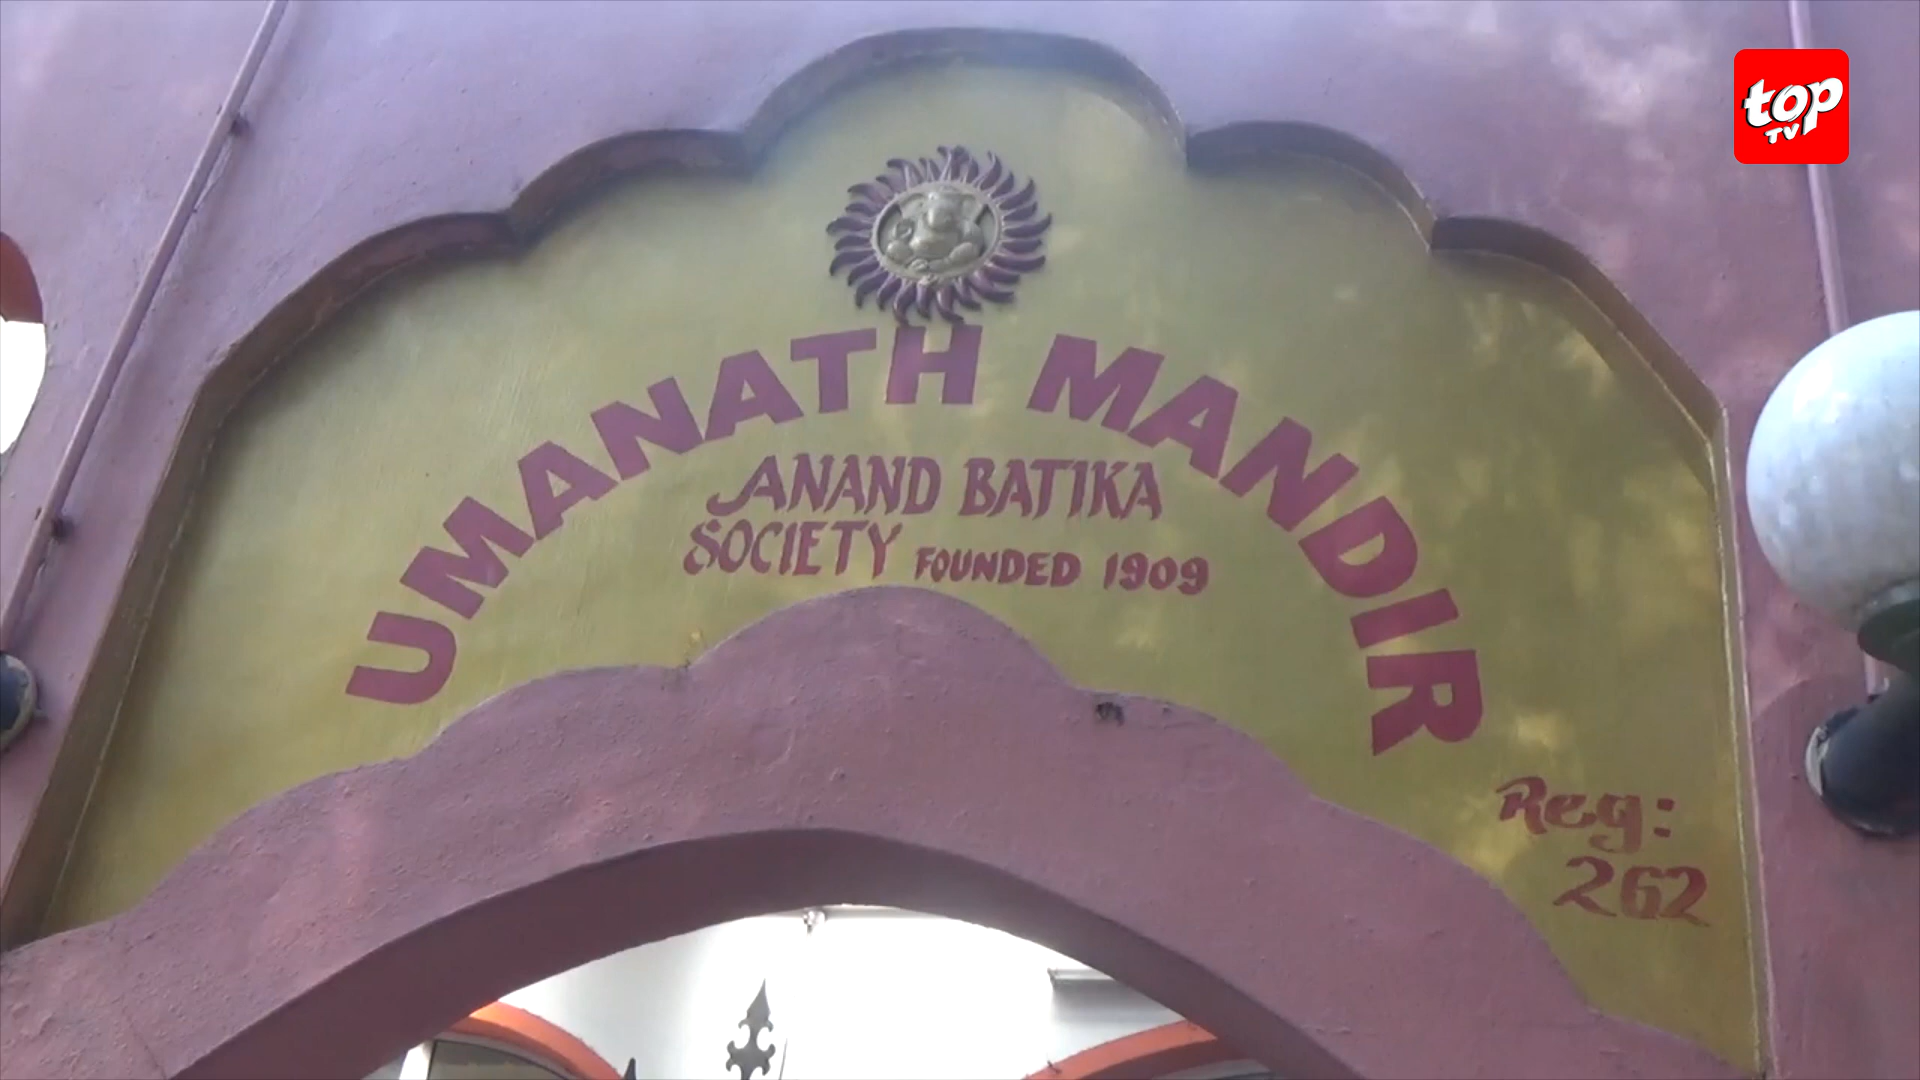 top
TV
UMANATH MANDIR
ANAND BATIKA
SOCIETY FOUNDED 1909
Reg:
262